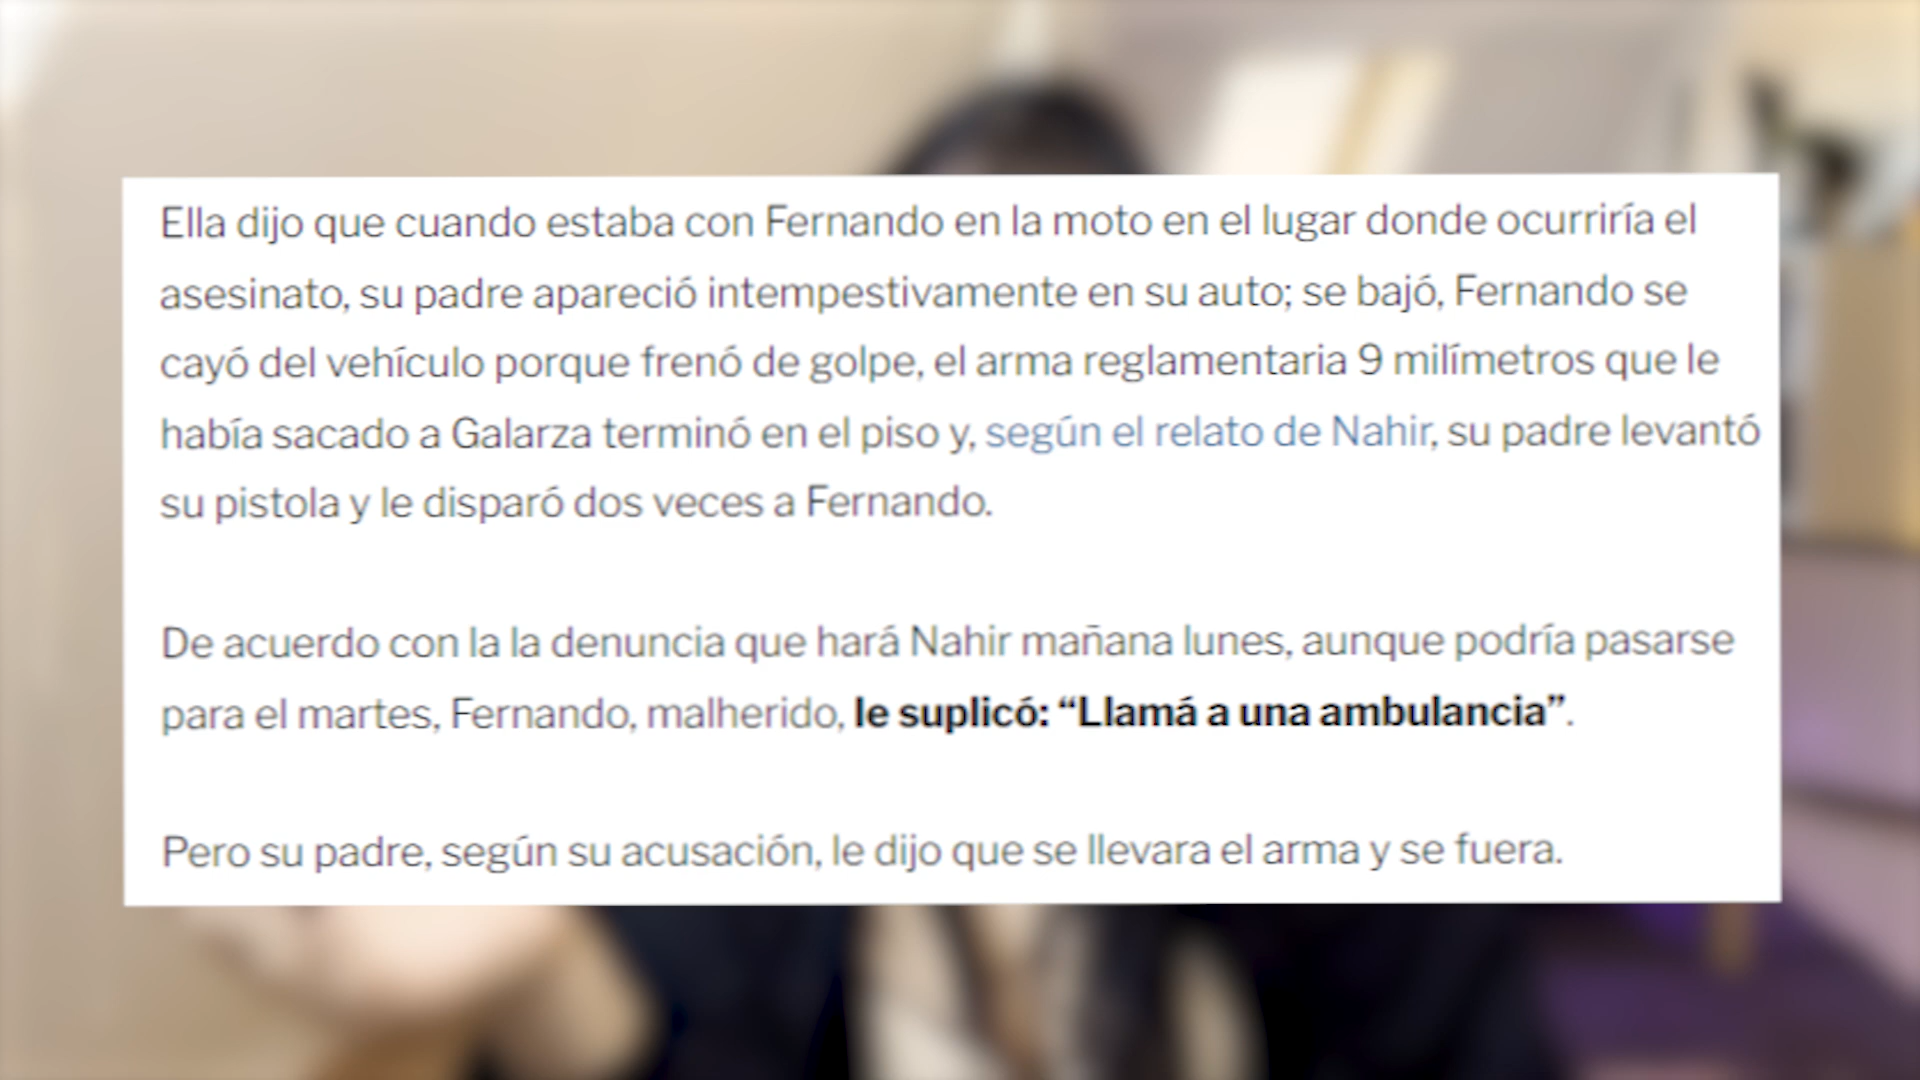 Ella dijo que cuando estaba con Fernando en la moto en el lugar donde ocurriría el
asesinato, su padre apareció intempestivamente en su auto; se bajó, Fernando se
cayó del vehículo porque frenó de golpe, el arma reglamentaria 9 milímetros que le
había sacado a Galarza terminó en el piso y, según el relato de Nahir, su padre levantó
su pistola y le disparó dos veces a Fernando.
De acuerdo con la la denuncia que hará Nahir mañana lunes, aunque podría pasarse
para el martes, Fernando, malherido, le suplicó: “Llamá a una ambulancia”.
Pero su padre, según su acusación, le dijo que se llevara el arma y se fuera.